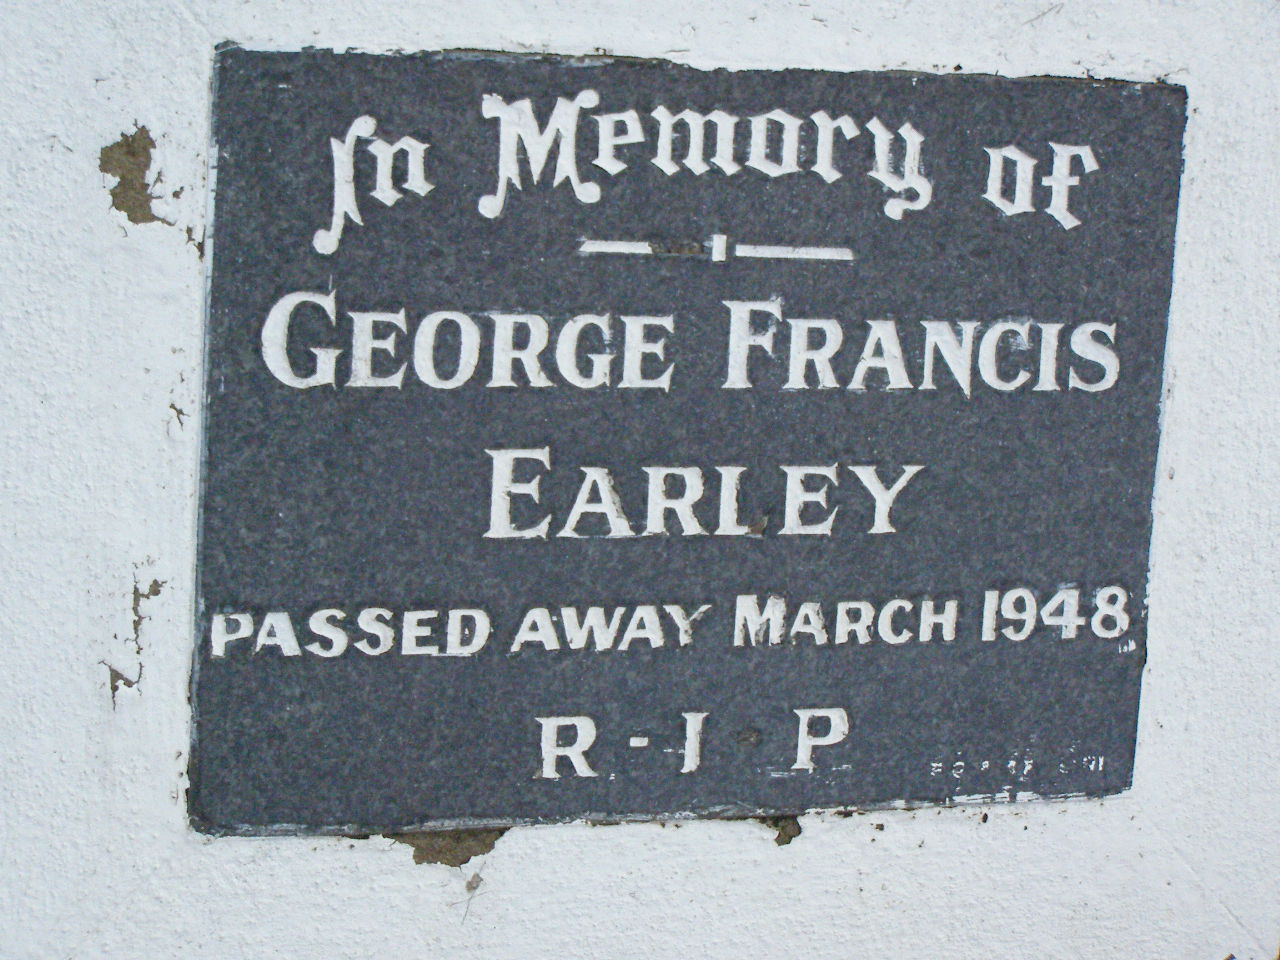 In Memory of
GEORGE FRANCIS
EARLEY
PASSED AWAY MARCH 1948
R - I P